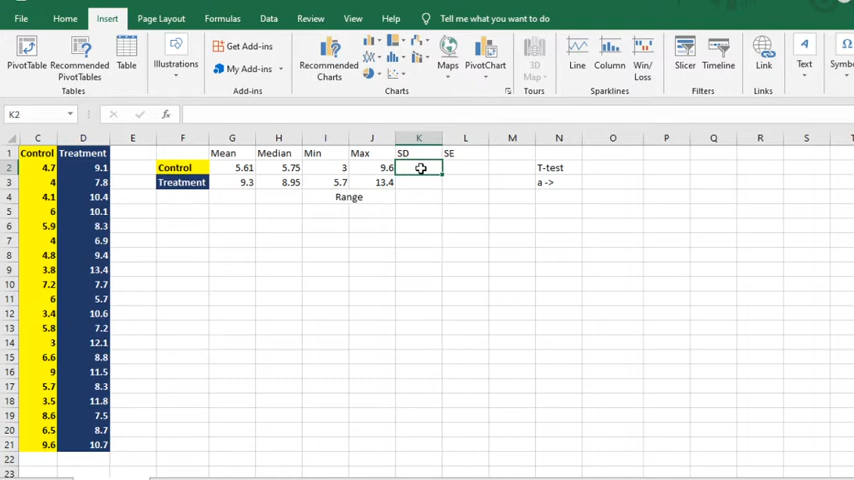 File Home Insert Page Layout Formulas Data Review View Help Tell me what you want to do
PivotTable Recommended PivotTables Table Illustrations Get Add-ins My Add-ins Recommended Charts Maps PivotChart 3D Map Line Column Win/Loss Slicer Timeline Link Text
Tables Add-ins Charts Tours Sparklines Filters Links
K2 fx
C D E F G H I J K L M N O P Q R S
1 Control Treatment Mean Median Min Max SD SE
2 4.7 9.1 Control 5.61 5.75 3 9.6 T-test
3 4 7.8 Treatment 9.3 8.95 5.7 13.4 a ->
4 4.1 10.4 Range
5 6 10.1
6 5.9 8.3
7 4 6.9
8 4.8 9.4
9 3.8 13.4
10 7.2 7.7
11 6 5.7
12 3.4 10.6
13 5.8 7.2
14 3 12.1
15 6.6 8.8
16 9 11.5
17 5.7 8.3
18 3.5 11.8
19 8.6 7.5
20 6.5 8.7
21 9.6 10.7
22
23